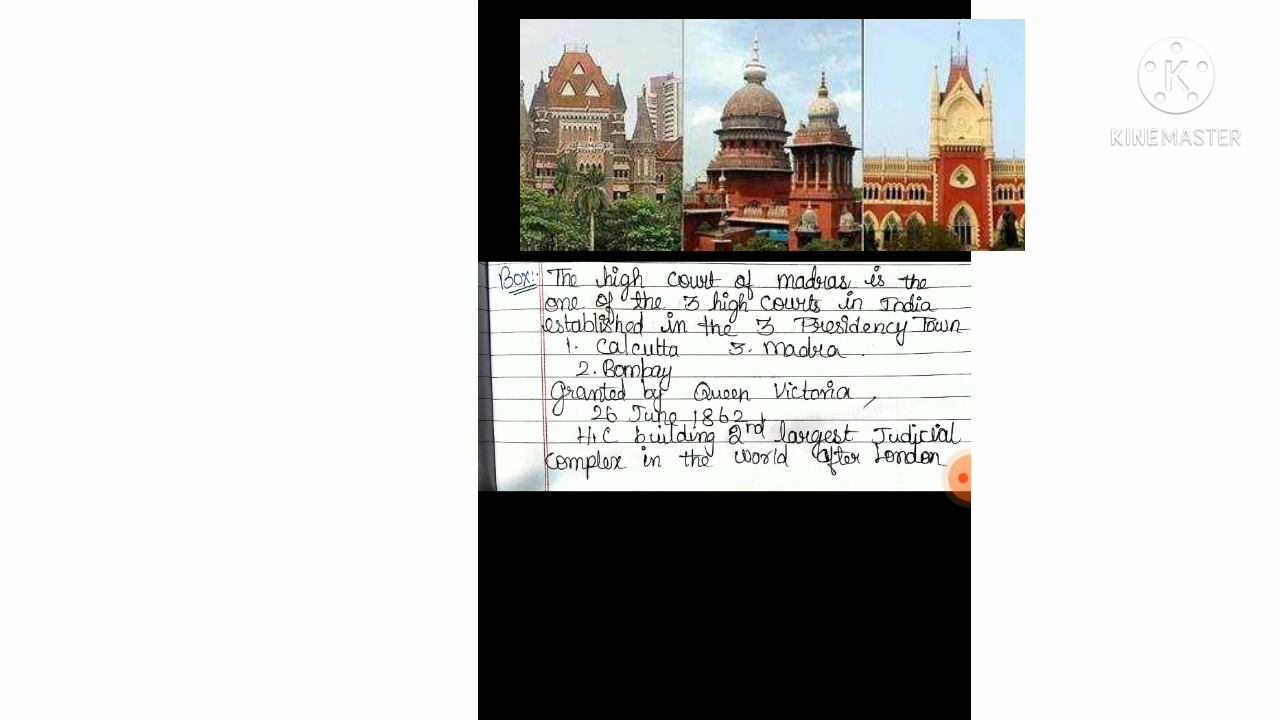 K
KINEMASTER
Box:- The high court of madras is the
one of the 3 high courts in India
established in the 3 Presidency Town
1. Calcutta 3. Madra.
2. Bombay
Granted by Queen Victoria,
26 June 1862
H.C building 2nd largest Judicial
complex in the world after London